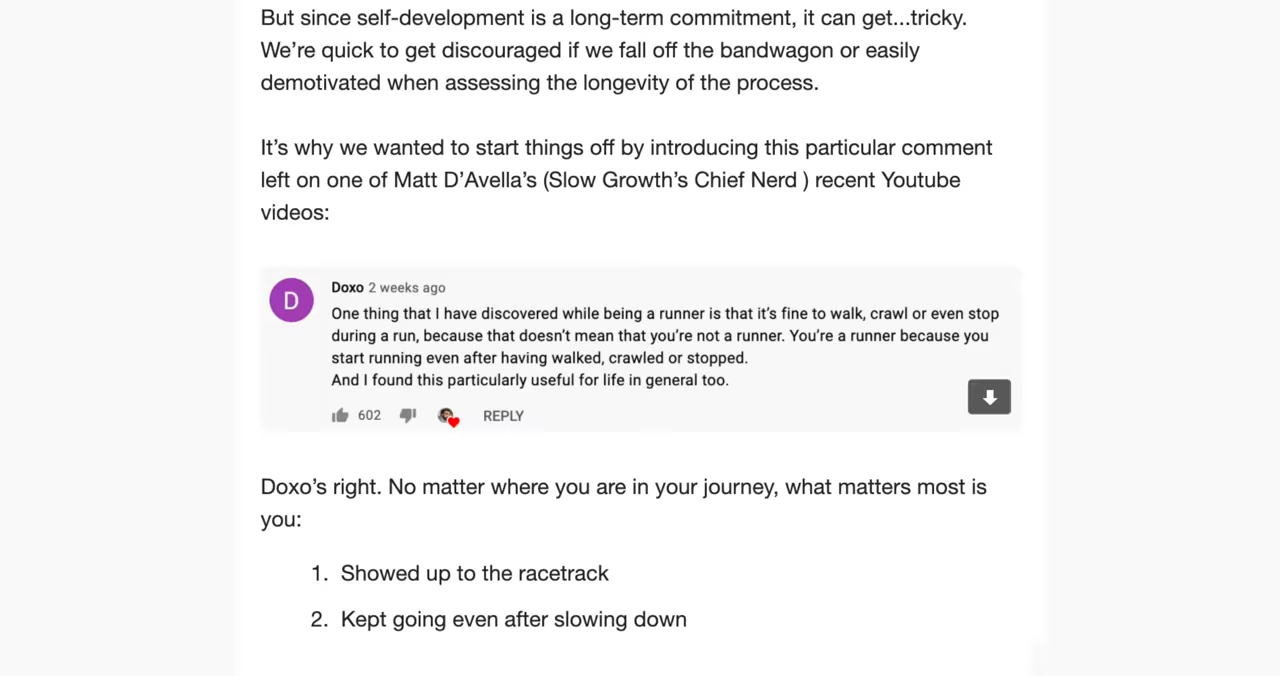 But since self-development is a long-term commitment, it can get...tricky.
We’re quick to get discouraged if we fall off the bandwagon or easily
demotivated when assessing the longevity of the process.
It’s why we wanted to start things off by introducing this particular comment
left on one of Matt D’Avella’s (Slow Growth’s Chief Nerd ) recent Youtube
videos:
D
Doxo 2 weeks ago
One thing that I have discovered while being a runner is that it’s fine to walk, crawl or even stop
during a run, because that doesn’t mean that you’re not a runner. You’re a runner because you
start running even after having walked, crawled or stopped.
And I found this particularly useful for life in general too.
602 REPLY
Doxo’s right. No matter where you are in your journey, what matters most is
you:
1. Showed up to the racetrack
2. Kept going even after slowing down